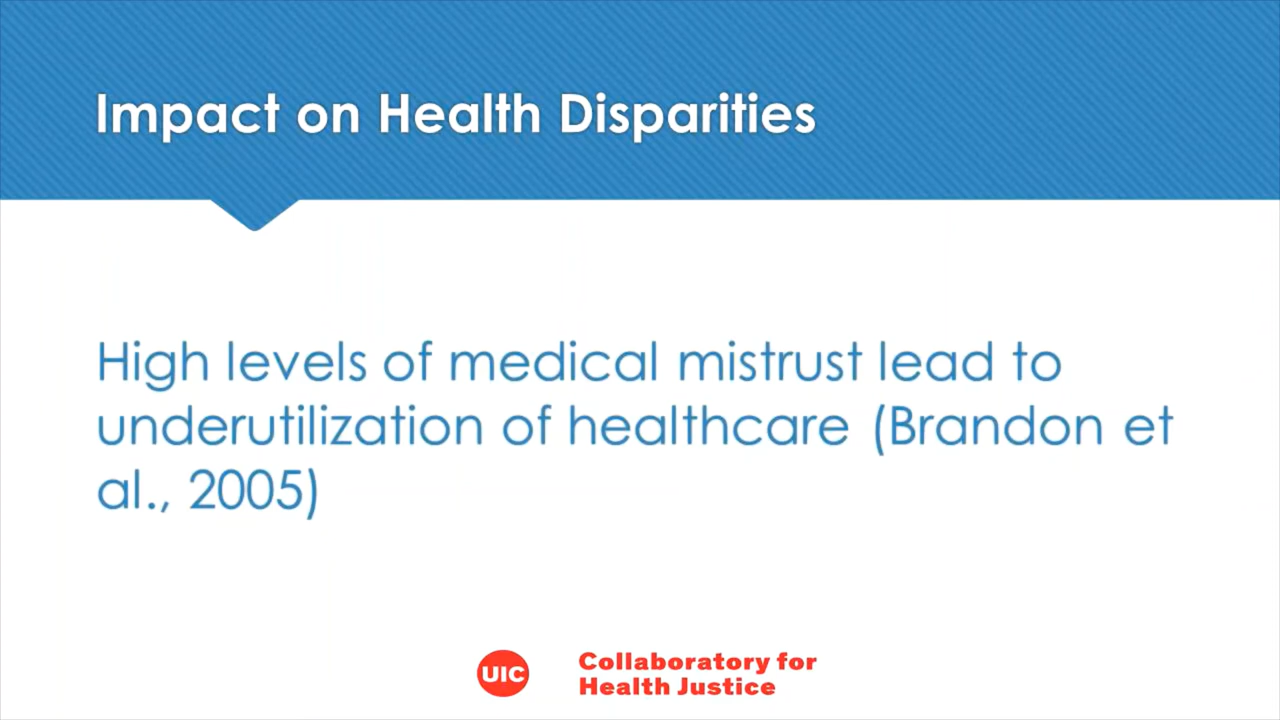 Impact on Health Disparities
High levels of medical mistrust lead to
underutilization of healthcare (Brandon et
al., 2005)
UIC
Collaboratory for
Health Justice